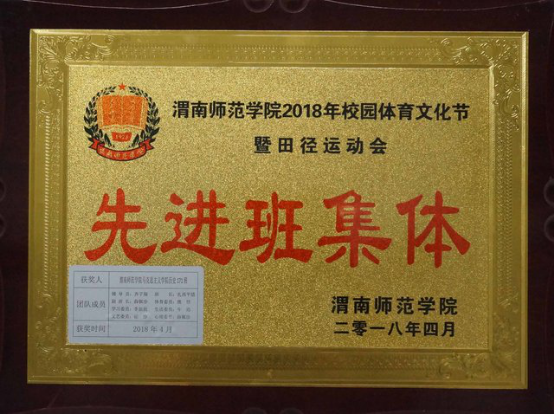 渭南师范学院2018年校园体育文化节
暨田径运动会
先进班集体
获奖人
团队成员
获奖时间
2018年4月
渭南师范学院
二零一八年四月
1923